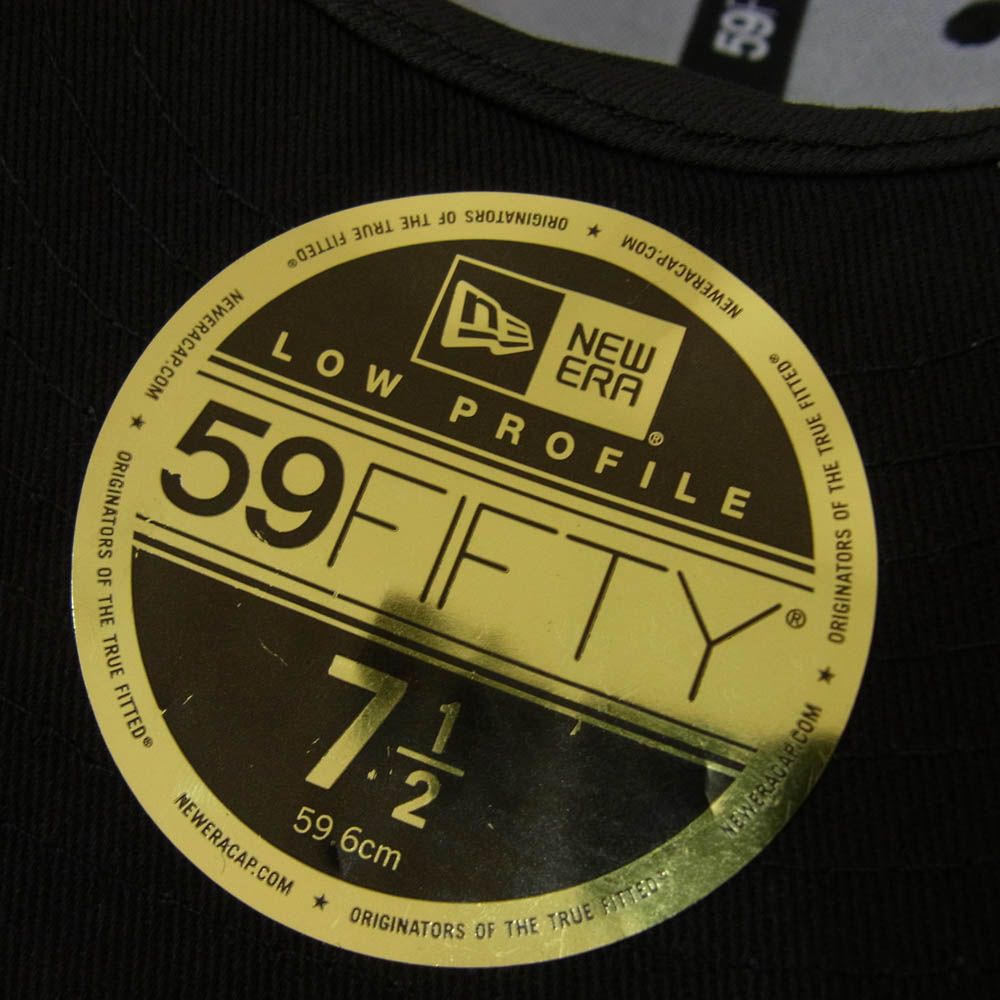 59
NEW
ERA®
LOW PROFILE
59FIFTY®
7.1/2
59.6cm
ORIGINATORS OF THE TRUE FITTED®
★ NEWERACAP.COM
ORIGINATORS OF THE TRUE FITTED®
★ NEWERACAP.COM
ORIGINATORS OF THE TRUE FITTED®
★ NEWERACAP.COM
ORIGINATORS OF THE TRUE FITTED®
★ NEWERACAP.COM